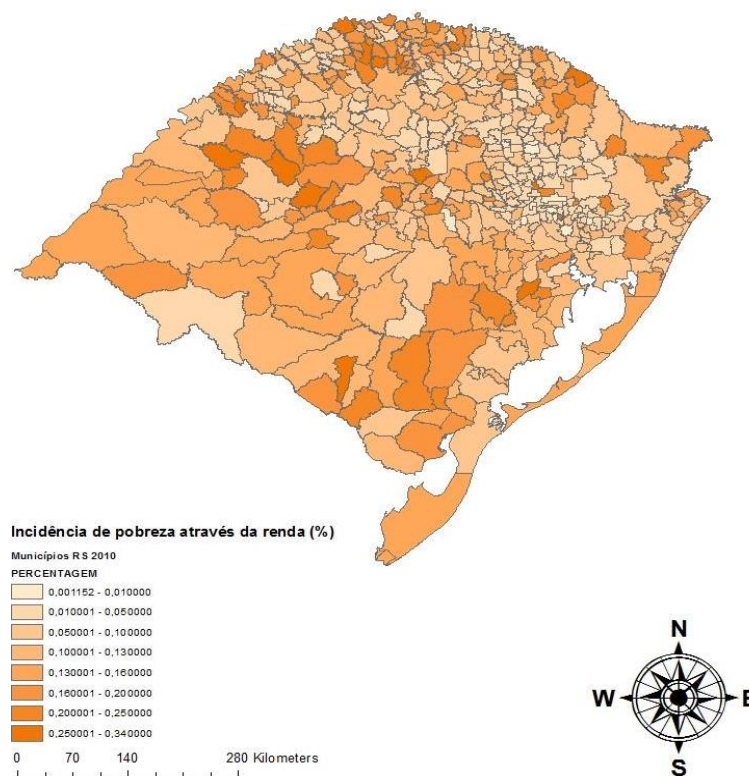 Incidência de pobreza através da renda (%)
Municípios RS 2010
PERCENTAGEM
0,001152 - 0,010000
0,010001 - 0,050000
0,050001 - 0,100000
0,100001 - 0,130000
0,130001 - 0,160000
0,160001 - 0,200000
0,200001 - 0,250000
0,250001 - 0,340000
0 70 140 280 Kilometers
N
W E
S